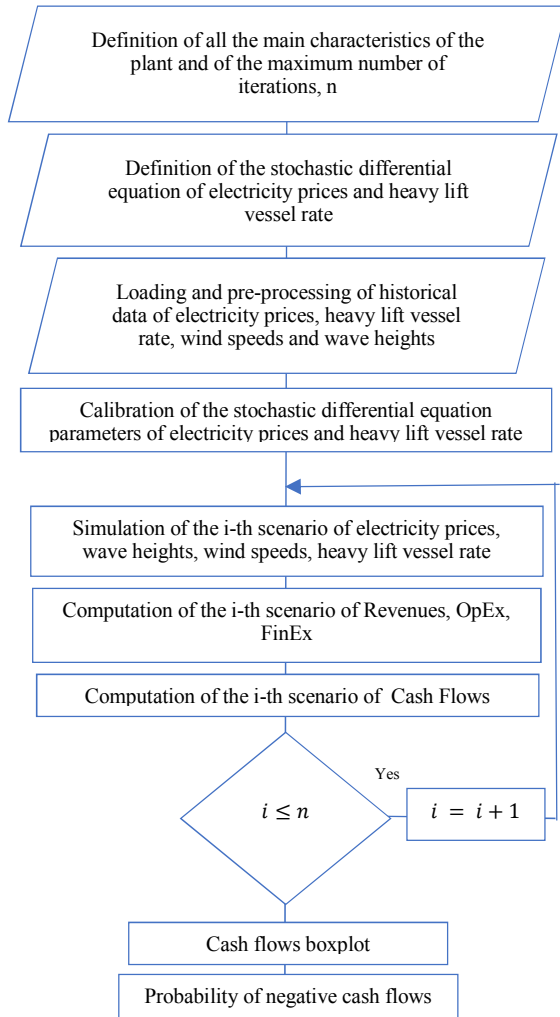 Definition of all the main characteristics of the
plant and of the maximum number of
iterations, n
Definition of the stochastic differential
equation of electricity prices and heavy lift
vessel rate
Loading and pre-processing of historical
data of electricity prices, heavy lift vessel
rate, wind speeds and wave heights
Calibration of the stochastic differential equation
parameters of electricity prices and heavy lift vessel rate
Simulation of the i-th scenario of electricity prices,
wave heights, wind speeds, heavy lift vessel rate
Computation of the i-th scenario of Revenues, OpEx,
FinEx
Computation of the i-th scenario of Cash Flows
i ≤ n
Yes
i = i + 1
Cash flows boxplot
Probability of negative cash flows